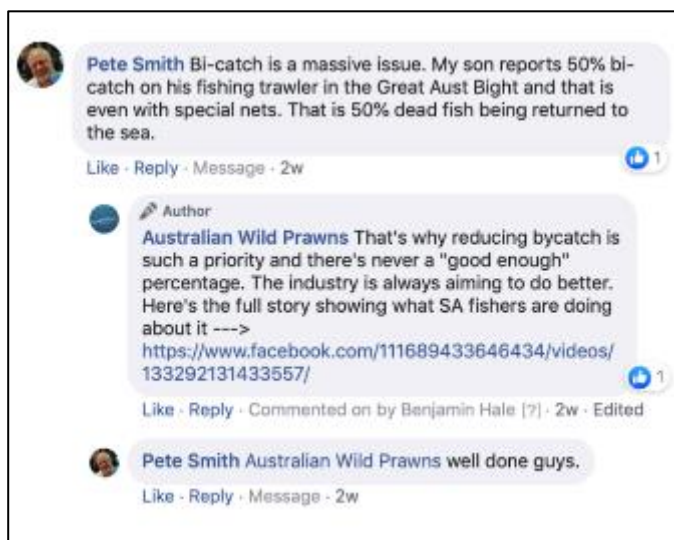 Pete Smith Bi-catch is a massive issue. My son reports 50% bi-
catch on his fishing trawler in the Great Aust Bight and that is
even with special nets. That is 50% dead fish being returned to
the sea.
1
Like · Reply · Message · 2w
Author
Australian Wild Prawns That's why reducing bycatch is
such a priority and there's never a "good enough"
percentage. The industry is always aiming to do better.
Here's the full story showing what SA fishers are doing
about it --->
https://www.facebook.com/111689433646434/videos/
133292131433557/
1
Like · Reply · Commented on by Benjamin Hale [?] · 2w · Edited
Pete Smith Australian Wild Prawns well done guys.
Like · Reply · Message · 2w